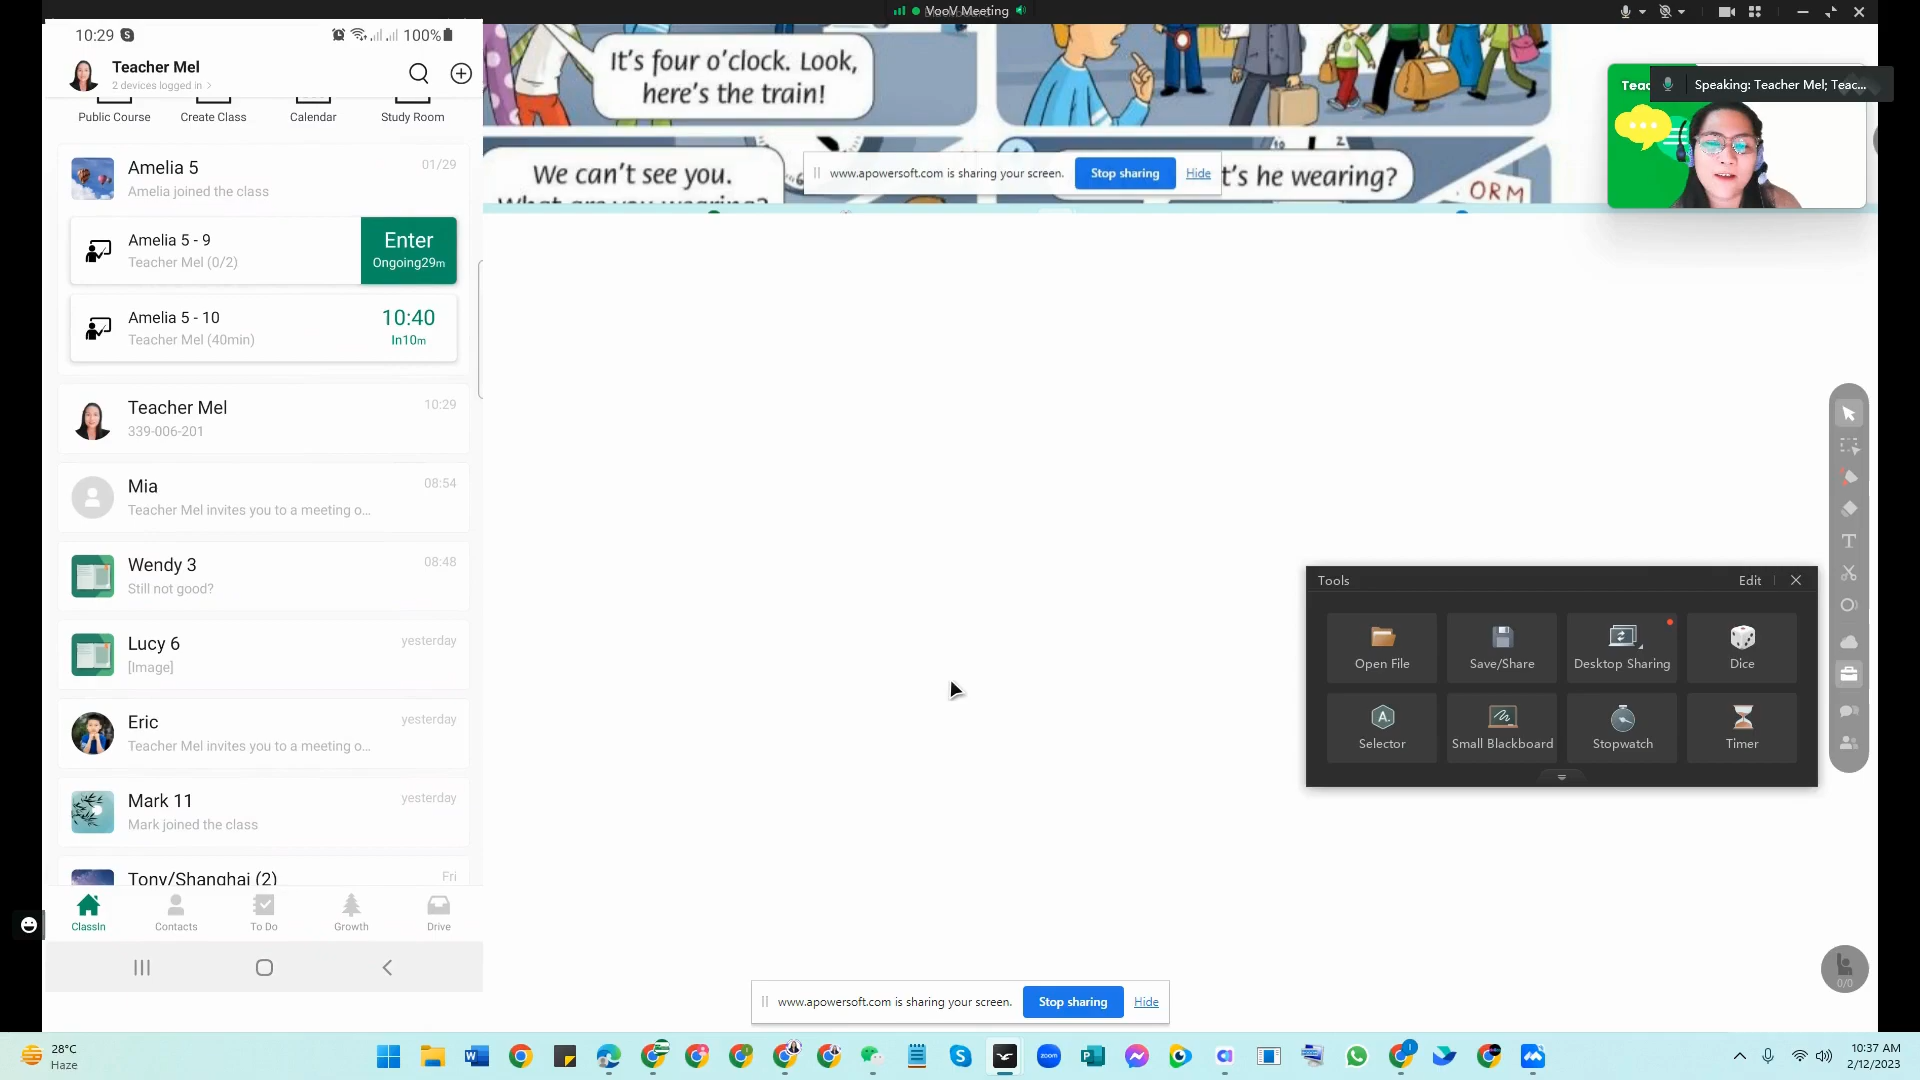 VooV Meeting
10:29
100%
Teacher Mel
2 devices logged in >
Public Course
Create Class
Calendar
Study Room
Amelia 5
01/29
Amelia joined the class
Amelia 5 - 9
Teacher Mel (0/2)
Enter
Ongoing29m
Amelia 5 - 10
Teacher Mel (40min)
10:40
In10m
Teacher Mel
10:29
339-006-201
Mia
08:54
Teacher Mel invites you to a meeting o...
Wendy 3
08:48
Still not good?
Lucy 6
yesterday
[Image]
Eric
yesterday
Teacher Mel invites you to a meeting o...
Mark 11
yesterday
Mark joined the class
Tony/Shanghai (2)
Fri
ClassIn
Contacts
To Do
Growth
Drive
It's four o'clock. Look,
here's the train!
We can't see you.
What are you wearing?
www.apowersoft.com is sharing your screen.
Stop sharing
Hide
t's he wearing?
ORM
Speaking: Teacher Mel; Teac...
Tools
Edit
Open File
Save/Share
Desktop Sharing
Dice
Selector
Small Blackboard
Stopwatch
Timer
0/0
www.apowersoft.com is sharing your screen.
Stop sharing
Hide
28°C
Haze
10:37 AM
2/12/2023